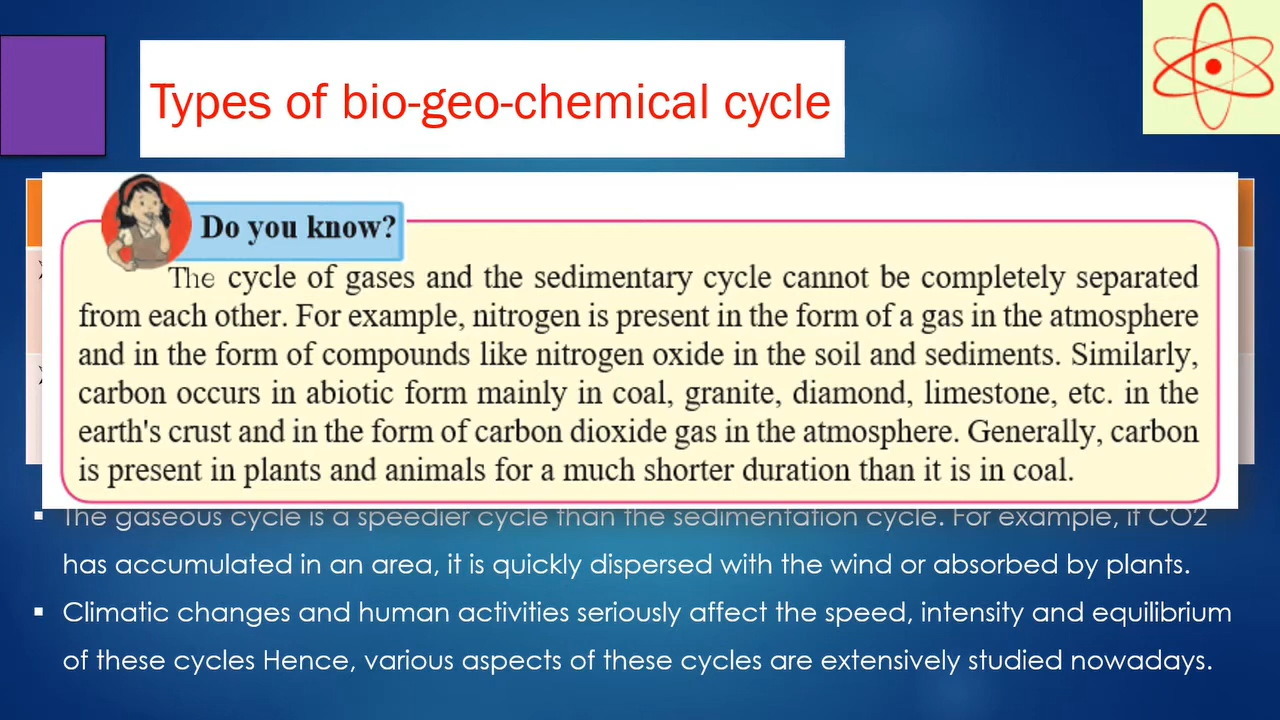 Types of bio-geo-chemical cycle
Do you know?
The cycle of gases and the sedimentary cycle cannot be completely separated
from each other. For example, nitrogen is present in the form of a gas in the atmosphere
and in the form of compounds like nitrogen oxide in the soil and sediments. Similarly,
carbon occurs in abiotic form mainly in coal, granite, diamond, limestone, etc. in the
earth's crust and in the form of carbon dioxide gas in the atmosphere. Generally, carbon
is present in plants and animals for a much shorter duration than it is in coal.
▪ The gaseous cycle is a speedier cycle than the sedimentation cycle. For example, if CO2
has accumulated in an area, it is quickly dispersed with the wind or absorbed by plants.
▪ Climatic changes and human activities seriously affect the speed, intensity and equilibrium
of these cycles Hence, various aspects of these cycles are extensively studied nowadays.